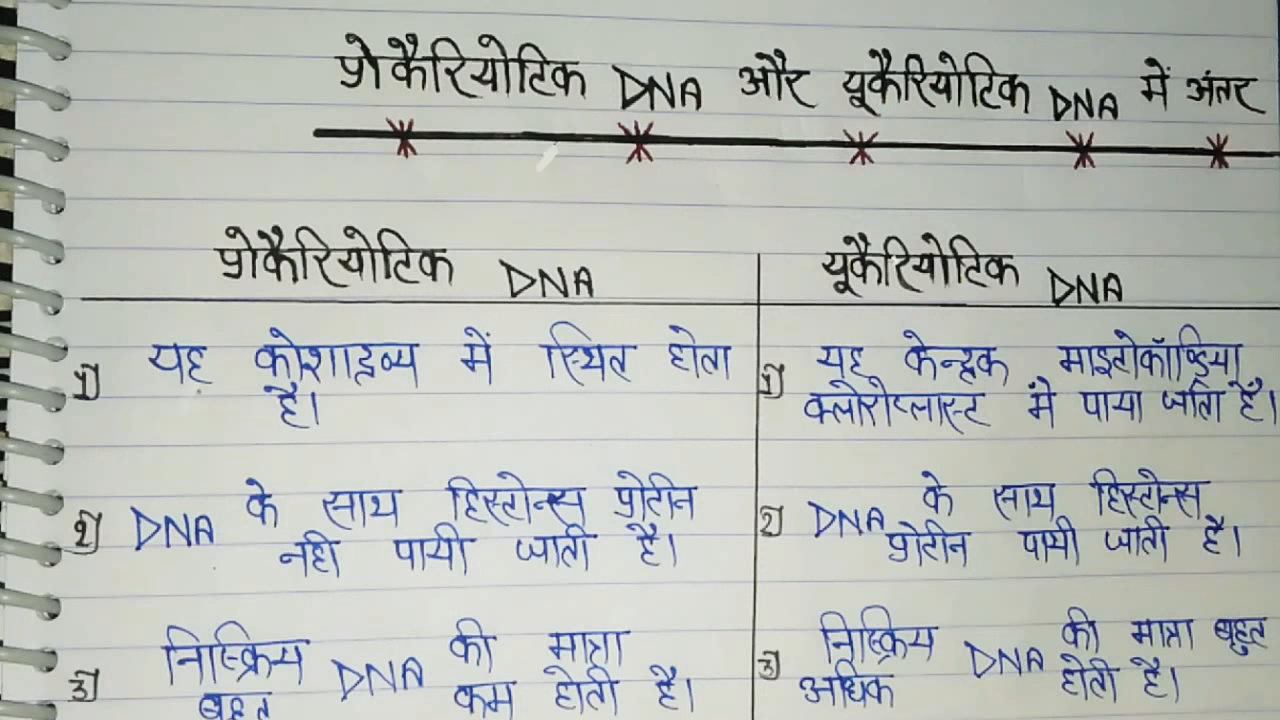 प्रोकैरियोटिक DNA और यूकैरियोटिक DNA में अंतर
प्रोकैरियोटिक DNA
यूकैरियोटिक DNA
1) यह कोशाद्रव्य में स्थित होता
है।
1) यह केन्द्रक माइटोकॉण्ड्रिया
क्लोरोप्लास्ट में पाया जाता है।
2) DNA के साथ हिस्टोन्स प्रोटीन
नही पायी जाती है।
2) DNA के साथ हिस्टोन्स
प्रोटीन पायी जाती है।
3) निष्क्रिय DNA की मात्रा
बहुत कम होती है।
3) निष्क्रिय DNA की मात्रा बहुत
अधिक होती है।